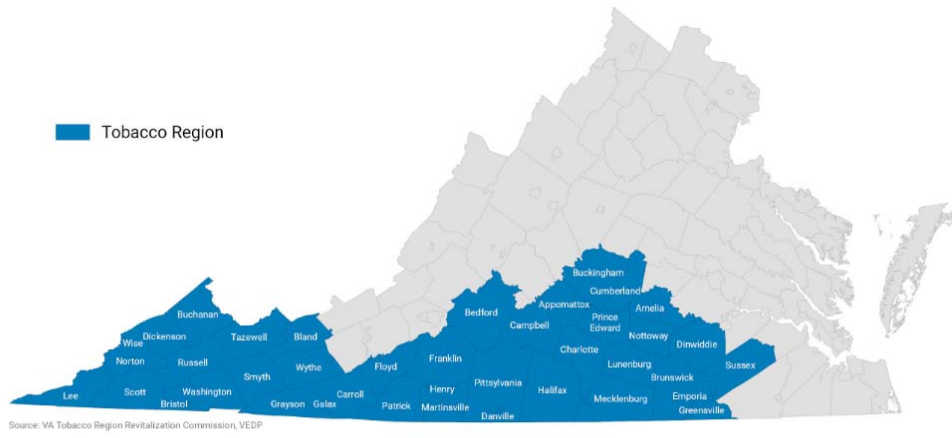 Tobacco Region
Buckingham
Cumberland
Buchanan
Appomattox
Amelia
Bedford
Prince
Edward
Campbell
Dickenson
Tazewell
Bland
Nottoway
Wise
Dinwiddie
Charlotte
Norton
Russell
Franklin
Lunenburg
Sussex
Wythe
Floyd
Smyth
Brunswick
Pittsylvania
Henry
Halifax
Lee
Scott
Washington
Carroll
Emporia
Mecklenburg
Bristol
Grayson
Galax
Patrick
Martinsville
Greensville
Danville
Source: VA Tobacco Region Revitalization Commission, VEDP